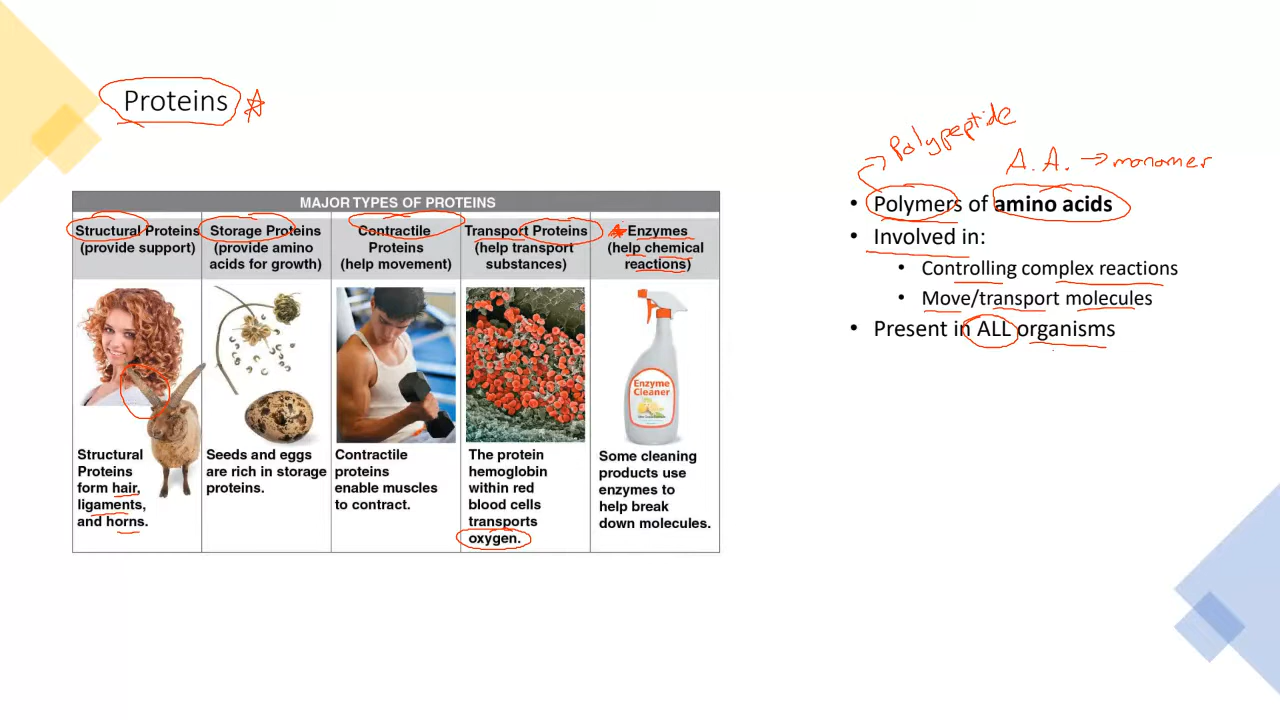 Proteins
MAJOR TYPES OF PROTEINS
Structural Proteins
(provide support)
Structural
Proteins
form hair,
ligaments,
and horns.
Storage Proteins
(provide amino
acids for growth)
Seeds and eggs
are rich in storage
proteins.
Contractile
Proteins
(help movement)
Contractile
proteins
enable muscles
to contract.
Transport Proteins
(help transport
substances)
The protein
hemoglobin
within red
blood cells
transports
oxygen.
Enzymes
(help chemical
reactions)
Enzyme
Cleaner
Some cleaning
products use
enzymes to
help break
down molecules.
Polypeptide
A.A. → monomer
• Polymers of amino acids
• Involved in:
• Controlling complex reactions
• Move/transport molecules
• Present in ALL organisms